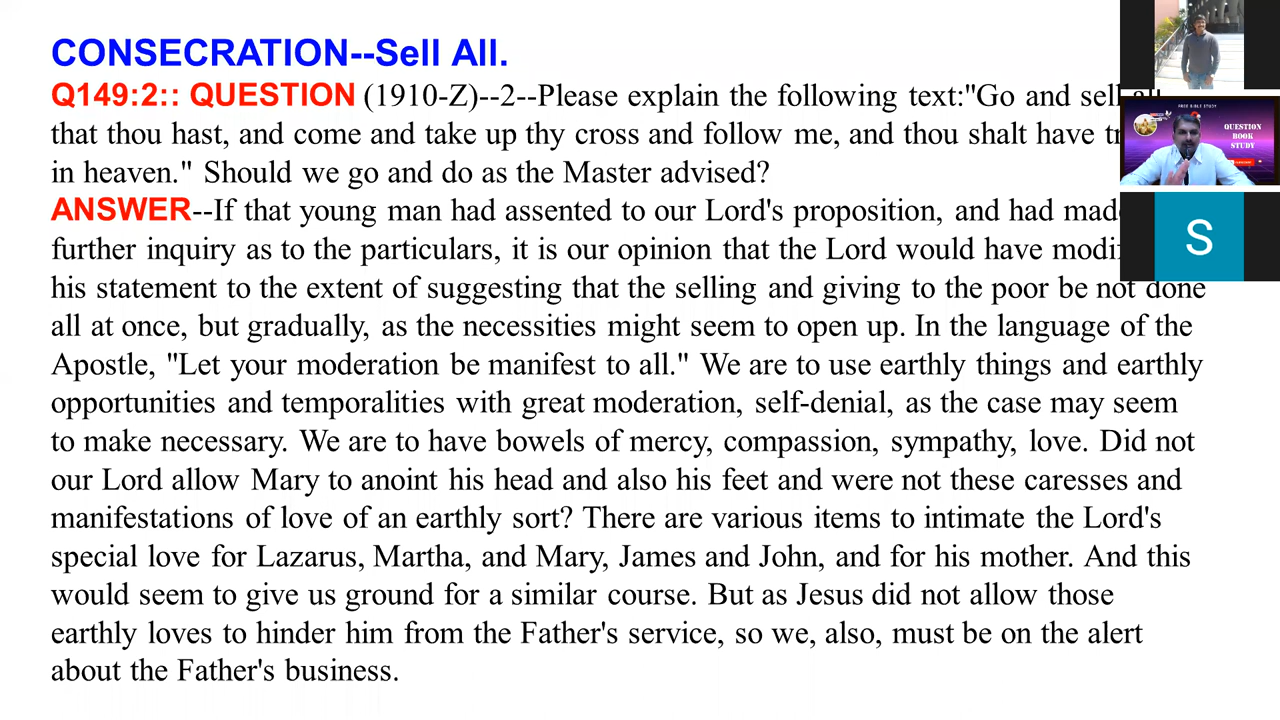 CONSECRATION--Sell All.
Q149:2:: QUESTION (1910-Z)--2--Please explain the following text:"Go and sell all
that thou hast, and come and take up thy cross and follow me, and thou shalt have
in heaven." Should we go and do as the Master advised?
ANSWER--If that young man had assented to our Lord's proposition, and had made
further inquiry as to the particulars, it is our opinion that the Lord would have
his statement to the extent of suggesting that the selling and giving to the poor be not done
all at once, but gradually, as the necessities might seem to open up. In the language of the
Apostle, "Let your moderation be manifest to all." We are to use earthly things and earthly
opportunities and temporalities with great moderation, self-denial, as the case may seem
to make necessary. We are to have bowels of mercy, compassion, sympathy, love. Did not
our Lord allow Mary to anoint his head and also his feet and were not these caresses and
manifestations of love of an earthly sort? There are various items to intimate the Lord's
special love for Lazarus, Martha, and Mary, James and John, and for his mother. And this
would seem to give us ground for a similar course. But as Jesus did not allow those
earthly loves to hinder him from the Father's service, so we, also, must be on the alert
about the Father's business.
FREE BIBLE STUDY
QUESTION
BOOK
STUDY
S